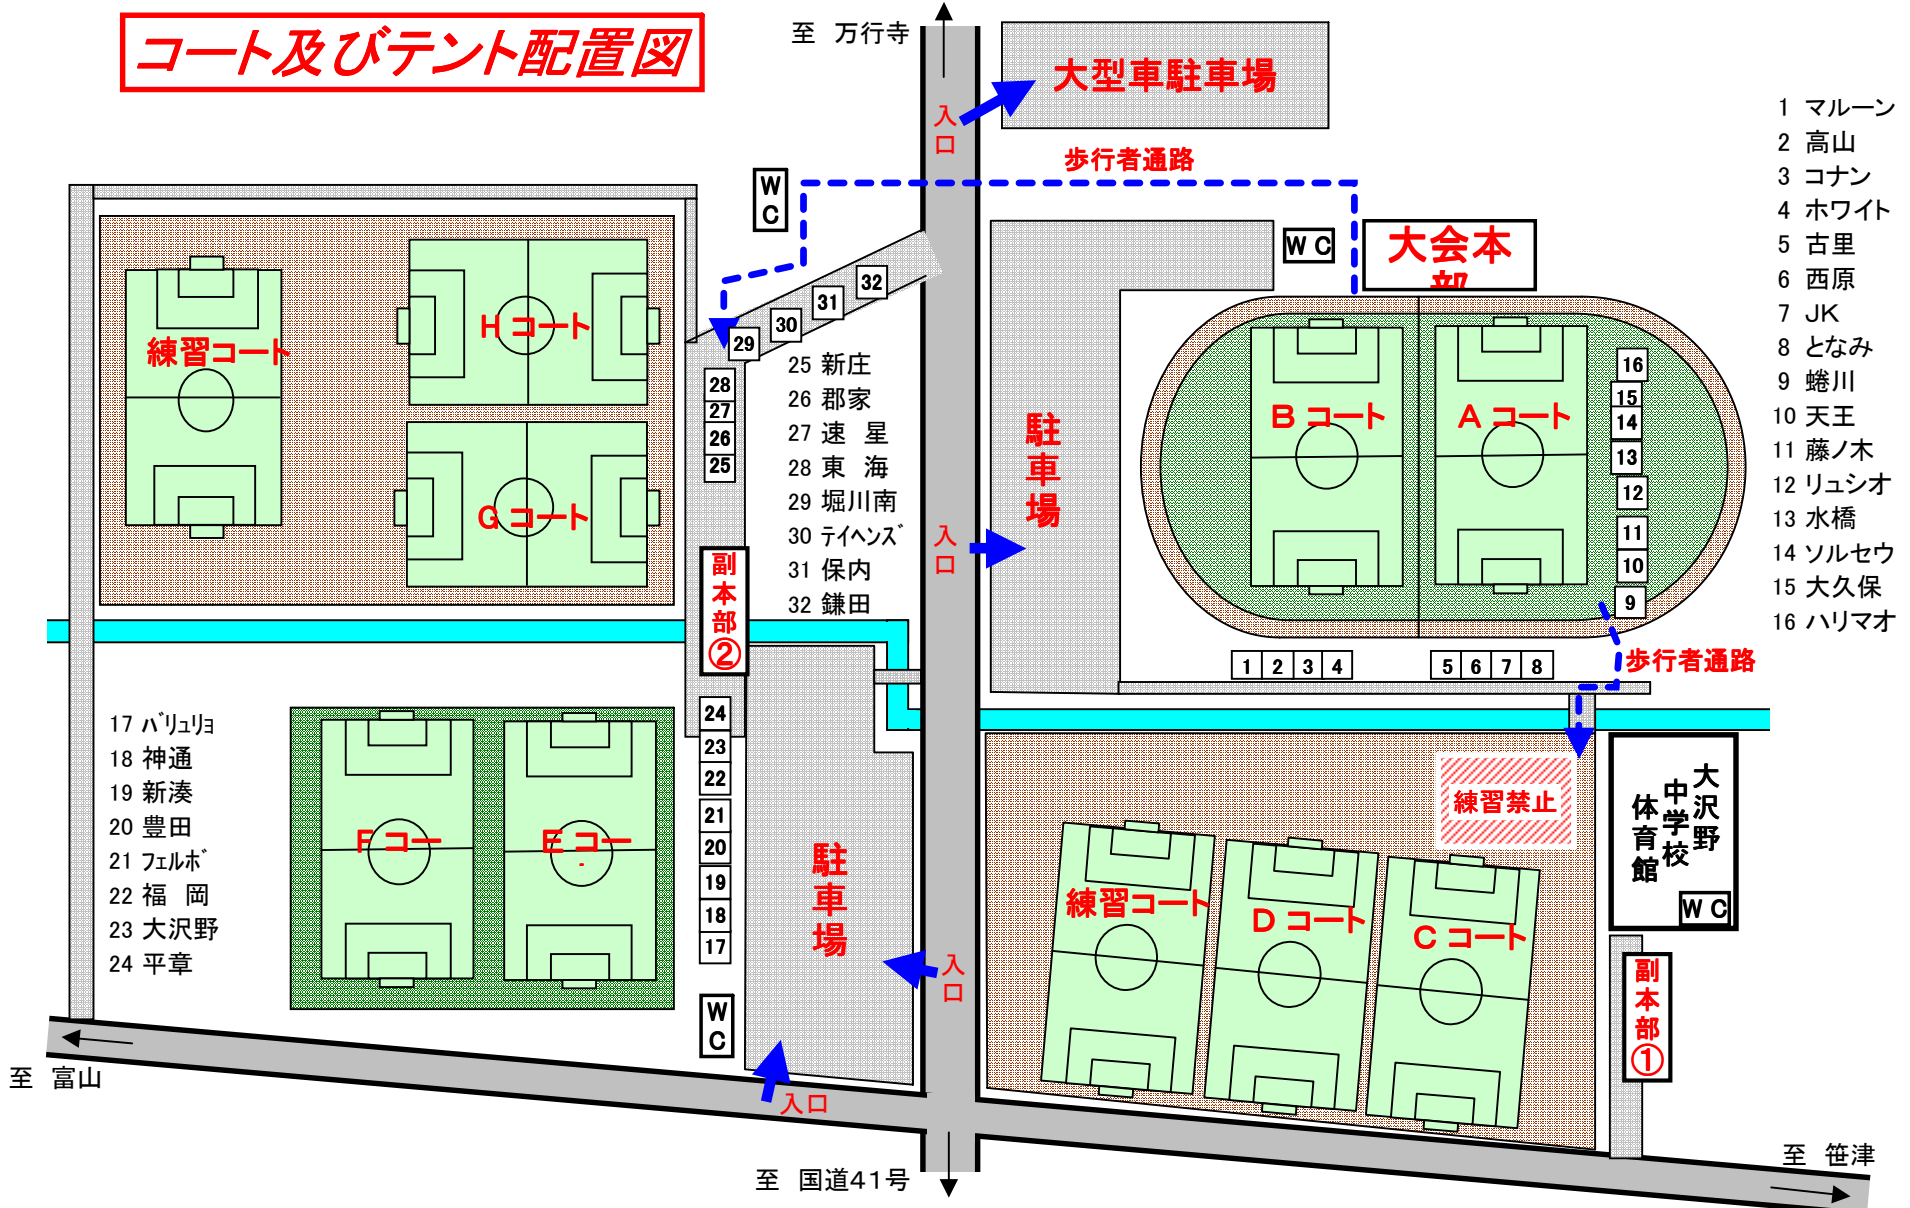 コート及びテント配置図
至 万行寺
大型車駐車場
入口
歩行者通路
WC
WC
大会本部
1 マルーン
2 高山
3 コナン
4 ホワイト
5 古里
6 西原
7 JK
8 となみ
9 蜷川
10 天王
11 藤ノ木
12 リュシオ
13 水橋
14 ソルセウ
15 大久保
16 ハリマオ
練習コート
H コート
G コート
32
31
30
29
28
27
26
25
25 新庄
26 郡家
27 速 星
28 東 海
29 堀川南
30 テイヘンズ
31 保内
32 鎌田
副本部②
駐車場
入口
B コート
A コート
16
15
14
13
12
11
10
9
1 2 3 4
5 6 7 8
歩行者通路
17 バリュリョ
18 神通
19 新湊
20 豊田
21 フェルボ
22 福 岡
23 大沢野
24 平章
F コー
E コー
24
23
22
21
20
19
18
17
WC
駐車場
入口
入口
練習禁止
練習コート
D コート
C コート
大沢野
中学校
体育館
WC
副本部①
至 富山
至 国道41号
至 笹津